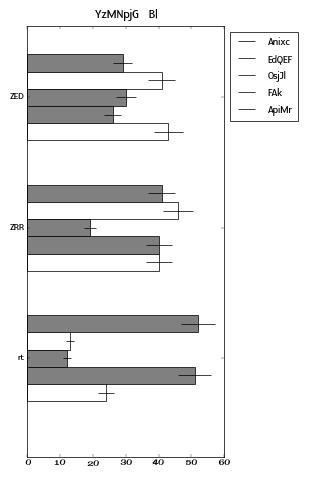 YzMNpjG Bl
Anixc
EdQEF
OsjJl
FAk
ApiMr
ZED
ZRR
rt
0 10 20 30 40 50 60